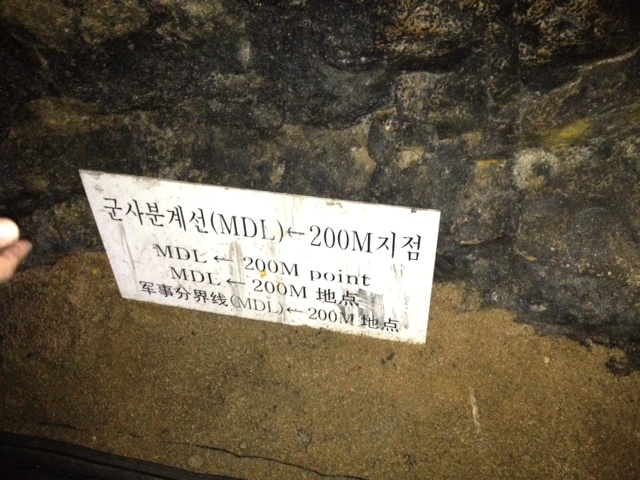 군사분계선(MDL)←200M지점
MDL ← 200M point
MDL ← 200M 地点
军事分界线(MDL)←200M 地点